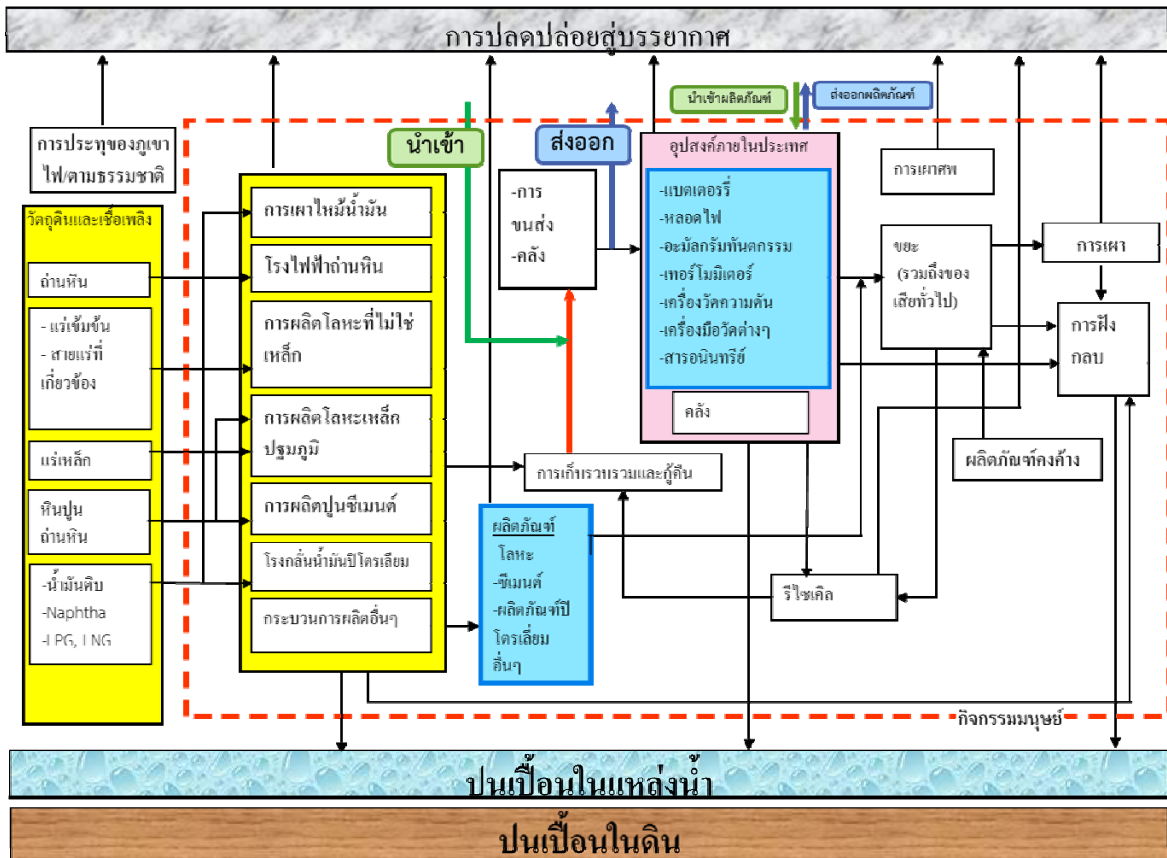 การปลดปล่อยสู่บรรยากาศ
นำเข้าผลิตภัณฑ์
ส่งออกผลิตภัณฑ์
การประทุของภูเขา
ไฟ/ตามธรรมชาติ
นำเข้า
ส่งออก
อุปสงค์ภายในประเทศ
การเผาศพ
วัตถุดิบและเชื้อเพลิง
ถ่านหิน
- แร่เข้มข้น
- สายแร่ที่
เกี่ยวข้อง
แร่เหล็ก
หินปูน
ถ่านหิน
-น้ำมันดิบ
-Naphtha
-LPG, LNG
การเผาไหม้น้ำมัน
โรงไฟฟ้าถ่านหิน
การผลิตโลหะที่ไม่ใช่
เหล็ก
การผลิตโลหะเหล็ก
ปฐมภูมิ
การผลิตปูนซีเมนต์
โรงกลั่นน้ำมันปิโตรเลียม
กระบวนการผลิตอื่นๆ
-การ
ขนส่ง
-คลัง
-แบตเตอรรี่
-หลอดไฟ
-อะมัลกรัมทันตกรรม
-เทอร์โมมิเตอร์
-เครื่องวัดความดัน
-เครื่องมือวัดต่างๆ
-สารอนินทรีย์
คลัง
ขยะ
(รวมถึงของ
เสียทั่วไป)
การเผา
การฝัง
กลบ
ผลิตภัณฑ์คงค้าง
การเก็บรวบรวมและกู้คืน
ผลิตภัณฑ์
โลหะ
-ซีเมนต์
-ผลิตภัณฑ์ปิ
โตรเลี่ยม
อื่นๆ
รีไซเคิล
กิจกรรมมนุษย์
ปนเปื้อนในแหล่งน้ำ
ปนเปื้อนในดิน